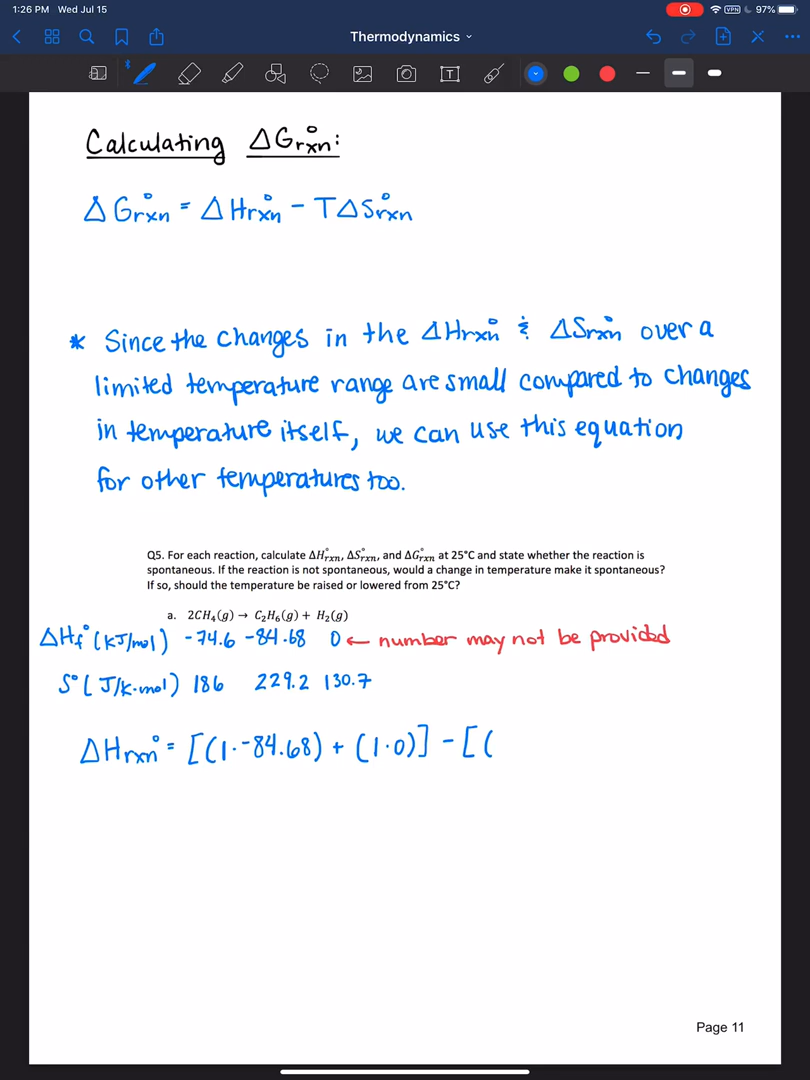 1:26 PM Wed Jul 15
VPN 97%
Thermodynamics
T
Calculating ΔG°rxn:
ΔG°rxn = ΔH°rxn - TΔS°rxn
* Since the changes in the ΔH°rxn & ΔS°rxn over a
limited temperature range are small compared to changes
in temperature itself, we can use this equation
for other temperatures too.
Q5. For each reaction, calculate ΔH°rxn, ΔS°rxn, and ΔG°rxn at 25°C and state whether the reaction is
spontaneous. If the reaction is not spontaneous, would a change in temperature make it spontaneous?
If so, should the temperature be raised or lowered from 25°C?
a. 2CH₄(g) → C₂H₆(g) + H₂(g)
ΔHf° (kJ/mol) -74.6 -84.68 0 ← number may not be provided
S° (J/K·mol) 186 229.2 130.7
ΔH°rxn = [(1·-84.68) + (1·0)] - [(
Page 11